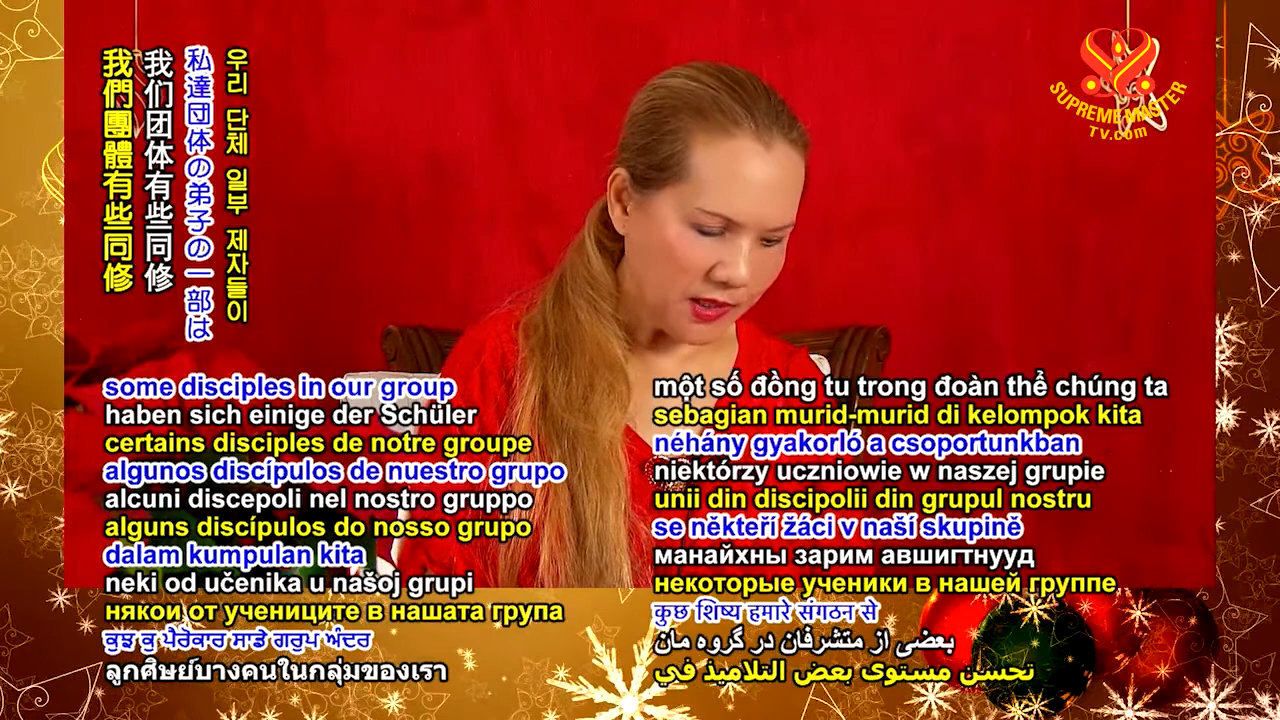 我們團體有些同修
我们团体有些同修
私達団体の弟子の一部は
우리 단체 일부 제자들이
SUPREME MASTER
TV.com
some disciples in our group
haben sich einige der Schüler
certains disciples de notre groupe
algunos discípulos de nuestro grupo
alcuni discepoli nel nostro gruppo
alguns discípulos do nosso grupo
dalam kumpulan kita
neki od učenika u našoj grupi
някои от учениците в нашата група
ਕੁਝ ਕੁ ਪੈਰੋਕਾਰ ਸਾਡੇ ਗਰੁਪ ਅੰਦਰ
ลูกศิษย์บางคนในกลุ่มของเรา
một số đồng tu trong đoàn thể chúng ta
sebagian murid-murid di kelompok kita
néhány gyakorló a csoportunkban
niektórzy uczniowie w naszej grupie
unii din discipolii din grupul nostru
se někteří žáci v naší skupině
манайхны зарим авшигтнууд
некоторые ученики в нашей группе
कुछ शिष्य हमारे संगठन से
بعضی از متشرفان در گروه مان
تحسن مستوى بعض التلاميذ في